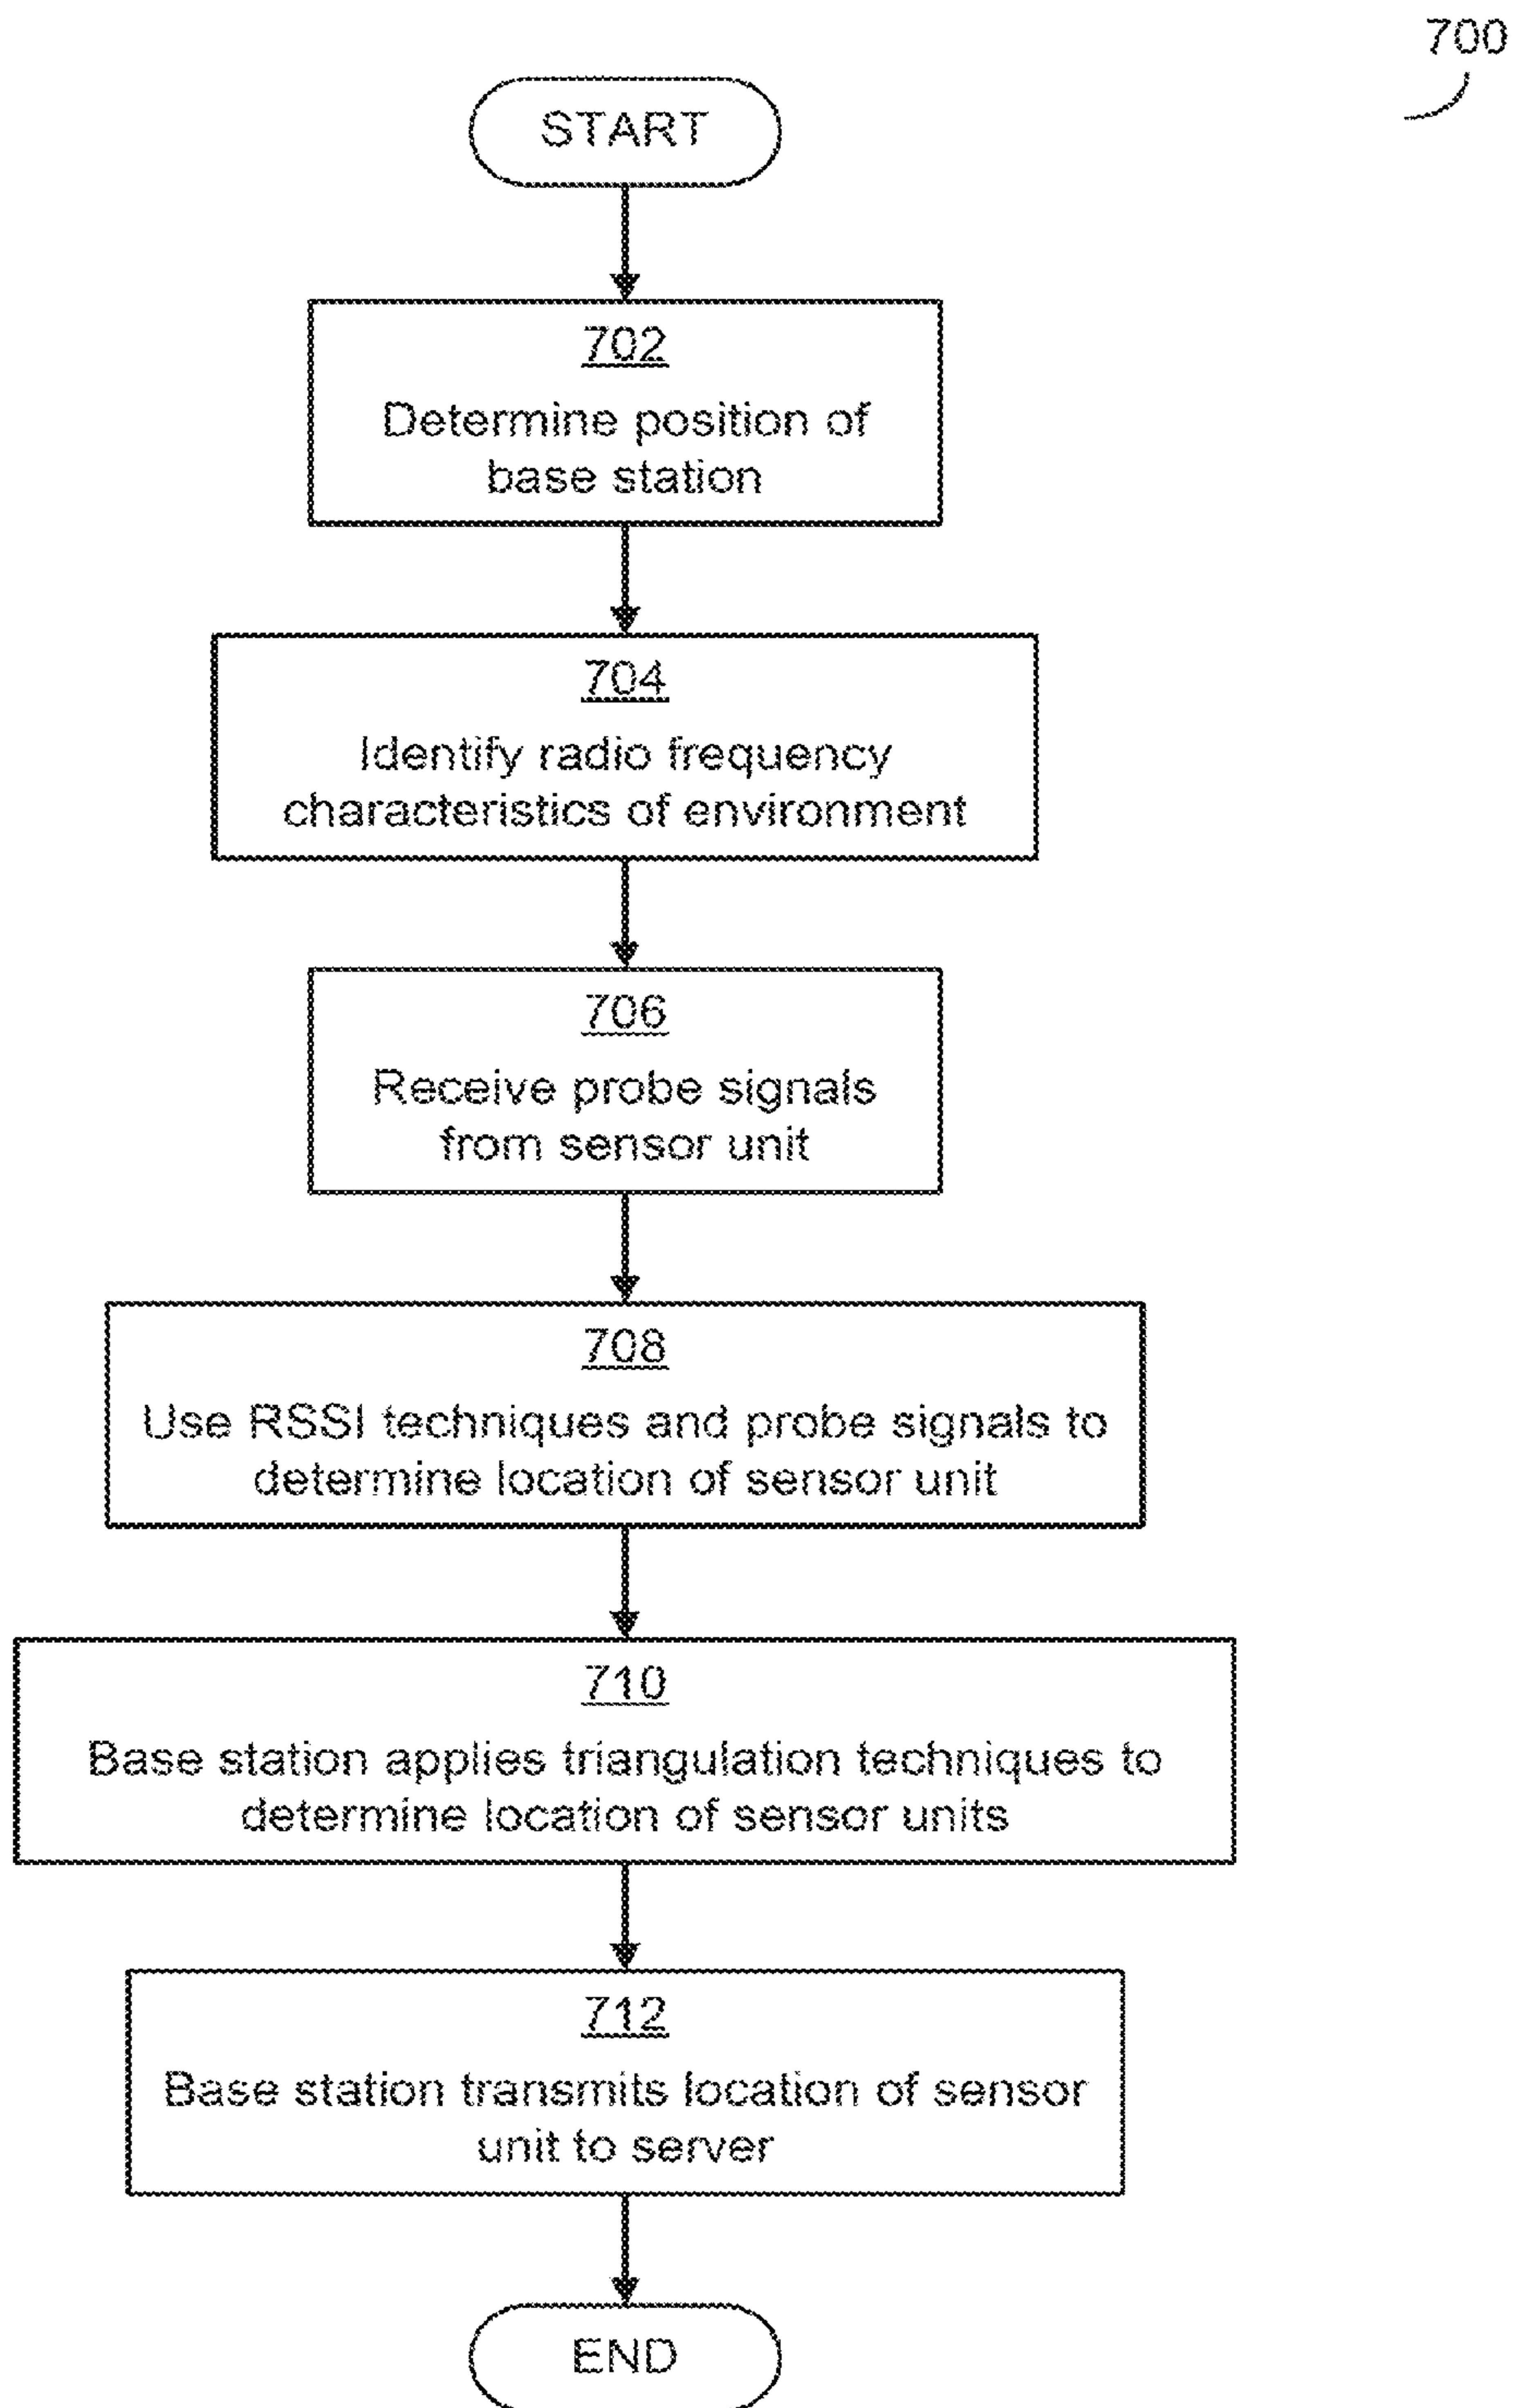 700
START
702
Determine position of
base station
704
Identify radio frequency
characteristics of environment
706
Receive probe signals
from sensor unit
708
Use RSSI techniques and probe signals to
determine location of sensor unit
710
Base station applies triangulation techniques to
determine location of sensor units
712
Base station transmits location of sensor
unit to server
END